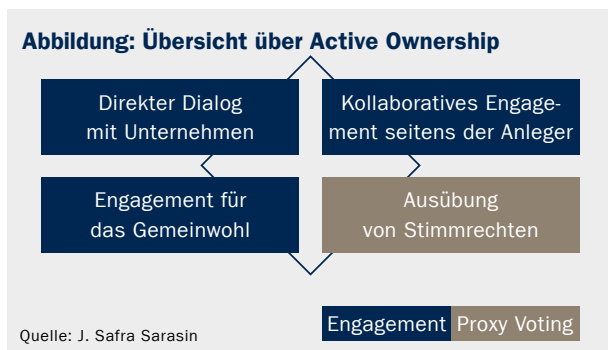 Abbildung: Übersicht über Active Ownership
Direkter Dialog
mit Unternehmen
Kollaboratives Engage-
ment seitens der Anleger
Engagement für
das Gemeinwohl
Ausübung
von Stimmrechten
Engagement Proxy Voting
Quelle: J. Safra Sarasin